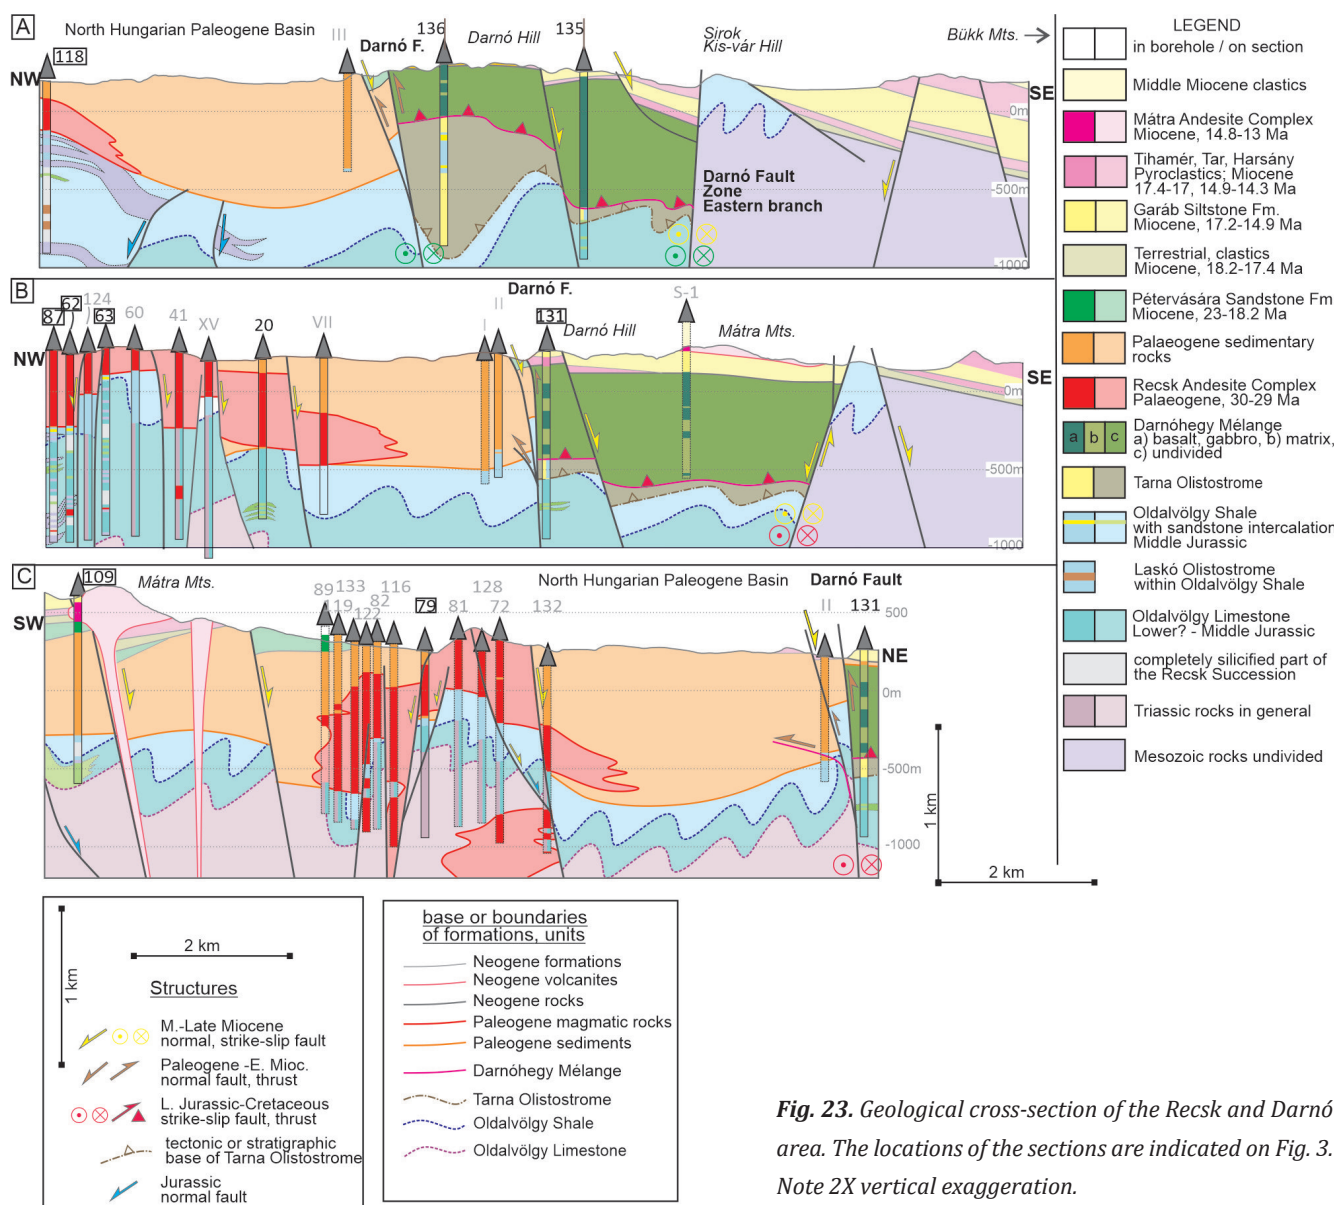 A
North Hungarian Paleogene Basin
III
Darnó F.
136
Darnó Hill
135
Sirok
Kis-vár Hill
Bükk Mts.
118
NW
SE
0m
-500m
-1000
Darnó Fault
Zone
Eastern branch
B
87
62
124
63
60
41
XV
20
VII
I
II
Darnó F.
131
Darnó Hill
S-1
Mátra Mts.
NW
SE
0m
-500m
-1000
C
109
Mátra Mts.
SW
89
119
133
122
82
116
79
81
128
72
132
North Hungarian Paleogene Basin
Darnó Fault
II
131
NE
500
0m
-500m
-1000
1 km
2 km
LEGEND
in borehole / on section
Middle Miocene clastics
Mátra Andesite Complex
Miocene, 14.8-13 Ma
Tihamér, Tar, Harsány
Pyroclastics; Miocene
17.4-17, 14.9-14.3 Ma
Garáb Siltstone Fm.
Miocene, 17.2-14.9 Ma
Terrestrial, clastics
Miocene, 18.2-17.4 Ma
Pétervására Sandstone Fm
Miocene, 23-18.2 Ma
Palaeogene sedimentary
rocks
Recsk Andesite Complex
Palaeogene, 30-29 Ma
a b c
Darnóhegy Mélange
a) basalt, gabbro, b) matrix,
c) undivided
Tarna Olistostrome
Oldalvölgy Shale
with sandstone intercalation
Middle Jurassic
Laskó Olistostrome
within Oldalvölgy Shale
Oldalvölgy Limestone
Lower? - Middle Jurassic
completely silicified part of
the Recsk Succession
Triassic rocks in general
Mesozoic rocks undivided
1 km
2 km
Structures
M.-Late Miocene
normal, strike-slip fault
Paleogene -E. Mioc.
normal fault, thrust
L. Jurassic-Cretaceous
strike-slip fault, thrust
tectonic or stratigraphic
base of Tarna Olistostrome
Jurassic
normal fault
base or boundaries
of formations, units
Neogene formations
Neogene volcanites
Neogene rocks
Paleogene magmatic rocks
Paleogene sediments
Darnóhegy Mélange
Tarna Olistostrome
Oldalvölgy Shale
Oldalvölgy Limestone
Fig. 23. Geological cross-section of the Recsk and Darnó
area. The locations of the sections are indicated on Fig. 3.
Note 2X vertical exaggeration.